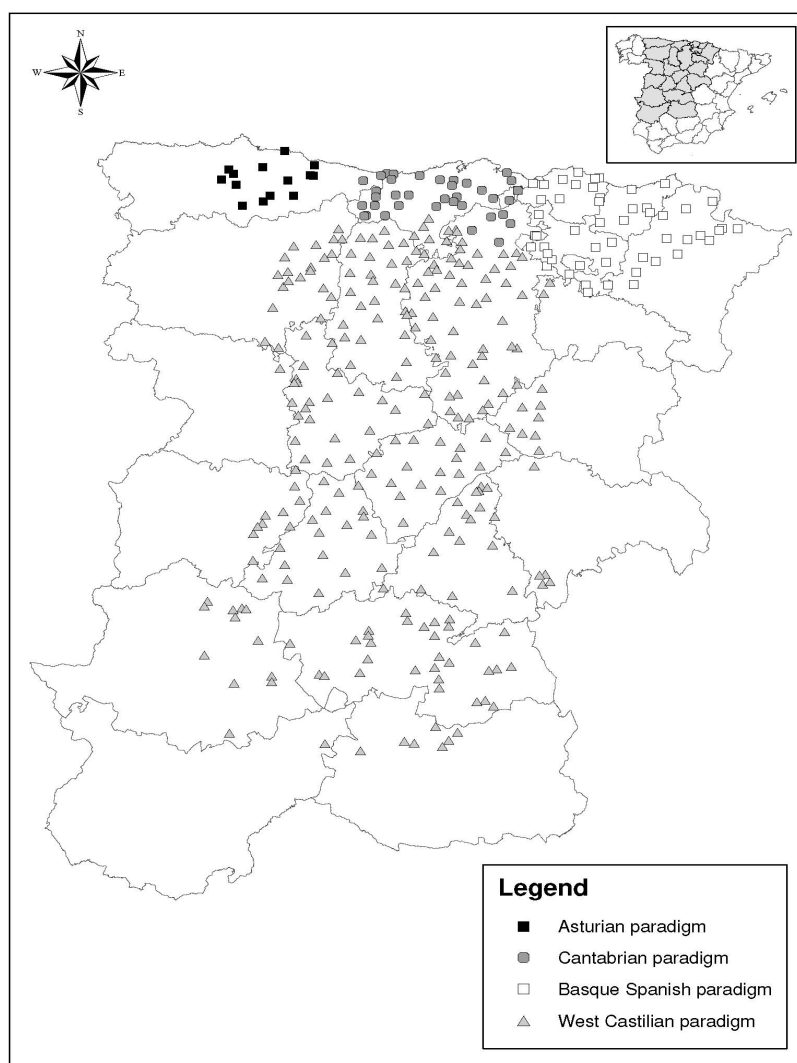 N
W E
S
Legend
Asturian paradigm
Cantabrian paradigm
Basque Spanish paradigm
West Castilian paradigm